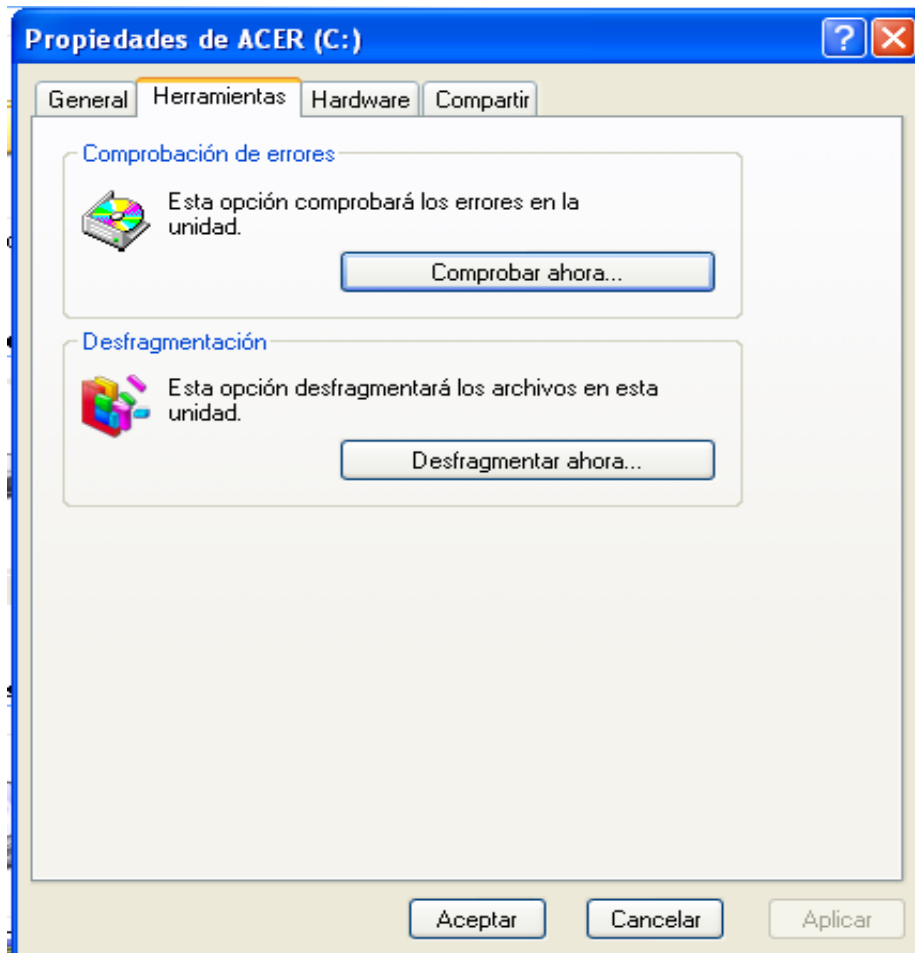 Propiedades de ACER (C:)
General Herramientas Hardware Compartir
Comprobación de errores
Esta opción comprobará los errores en la
unidad.
Comprobar ahora...
Desfragmentación
Esta opción desfragmentará los archivos en esta
unidad.
Desfragmentar ahora...
Aceptar Cancelar Aplicar